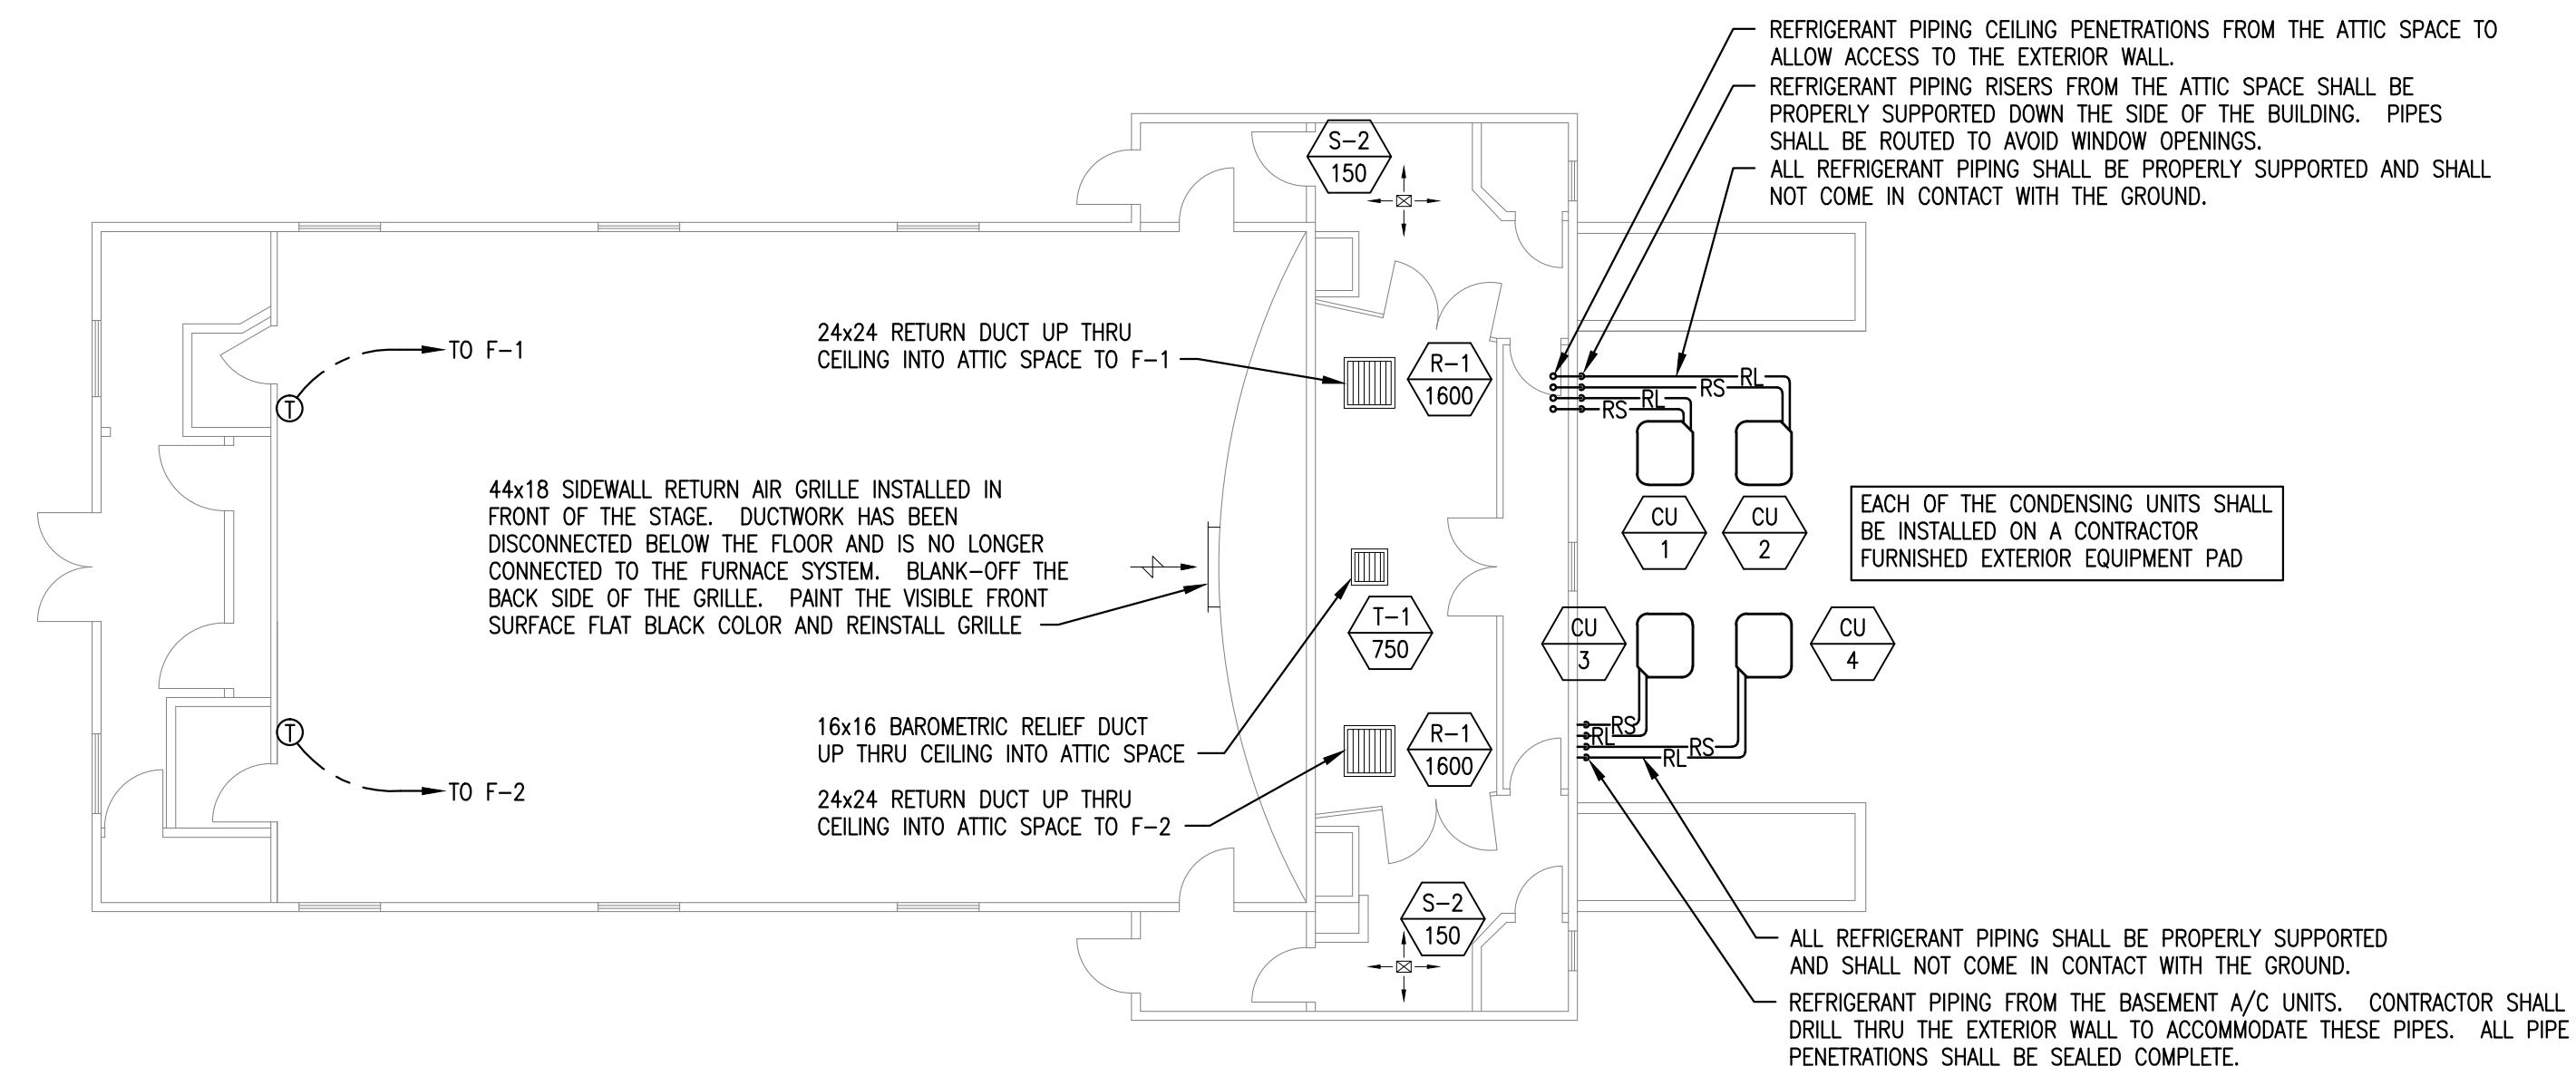 REFRIGERANT PIPING CEILING PENETRATIONS FROM THE ATTIC SPACE TO
ALLOW ACCESS TO THE EXTERIOR WALL.
REFRIGERANT PIPING RISERS FROM THE ATTIC SPACE SHALL BE
PROPERLY SUPPORTED DOWN THE SIDE OF THE BUILDING.  PIPES
SHALL BE ROUTED TO AVOID WINDOW OPENINGS.
ALL REFRIGERANT PIPING SHALL BE PROPERLY SUPPORTED AND SHALL
NOT COME IN CONTACT WITH THE GROUND.
S-2
150
24x24 RETURN DUCT UP THRU
CEILING INTO ATTIC SPACE TO F-1
TO F-1
T
R-1
1600
RL
RS
RL
RS
44x18 SIDEWALL RETURN AIR GRILLE INSTALLED IN
FRONT OF THE STAGE.  DUCTWORK HAS BEEN
DISCONNECTED BELOW THE FLOOR AND IS NO LONGER
CONNECTED TO THE FURNACE SYSTEM.  BLANK-OFF THE
BACK SIDE OF THE GRILLE.  PAINT THE VISIBLE FRONT
SURFACE FLAT BLACK COLOR AND REINSTALL GRILLE
CU
1
CU
2
EACH OF THE CONDENSING UNITS SHALL
BE INSTALLED ON A CONTRACTOR
FURNISHED EXTERIOR EQUIPMENT PAD
T-1
750
CU
3
CU
4
16x16 BAROMETRIC RELIEF DUCT
UP THRU CEILING INTO ATTIC SPACE
T
TO F-2
R-1
1600
RS
RL
RS
RL
24x24 RETURN DUCT UP THRU
CEILING INTO ATTIC SPACE TO F-2
S-2
150
ALL REFRIGERANT PIPING SHALL BE PROPERLY SUPPORTED
AND SHALL NOT COME IN CONTACT WITH THE GROUND.
REFRIGERANT PIPING FROM THE BASEMENT A/C UNITS.  CONTRACTOR SHALL
DRILL THRU THE EXTERIOR WALL TO ACCOMMODATE THESE PIPES.  ALL PIPE
PENETRATIONS SHALL BE SEALED COMPLETE.